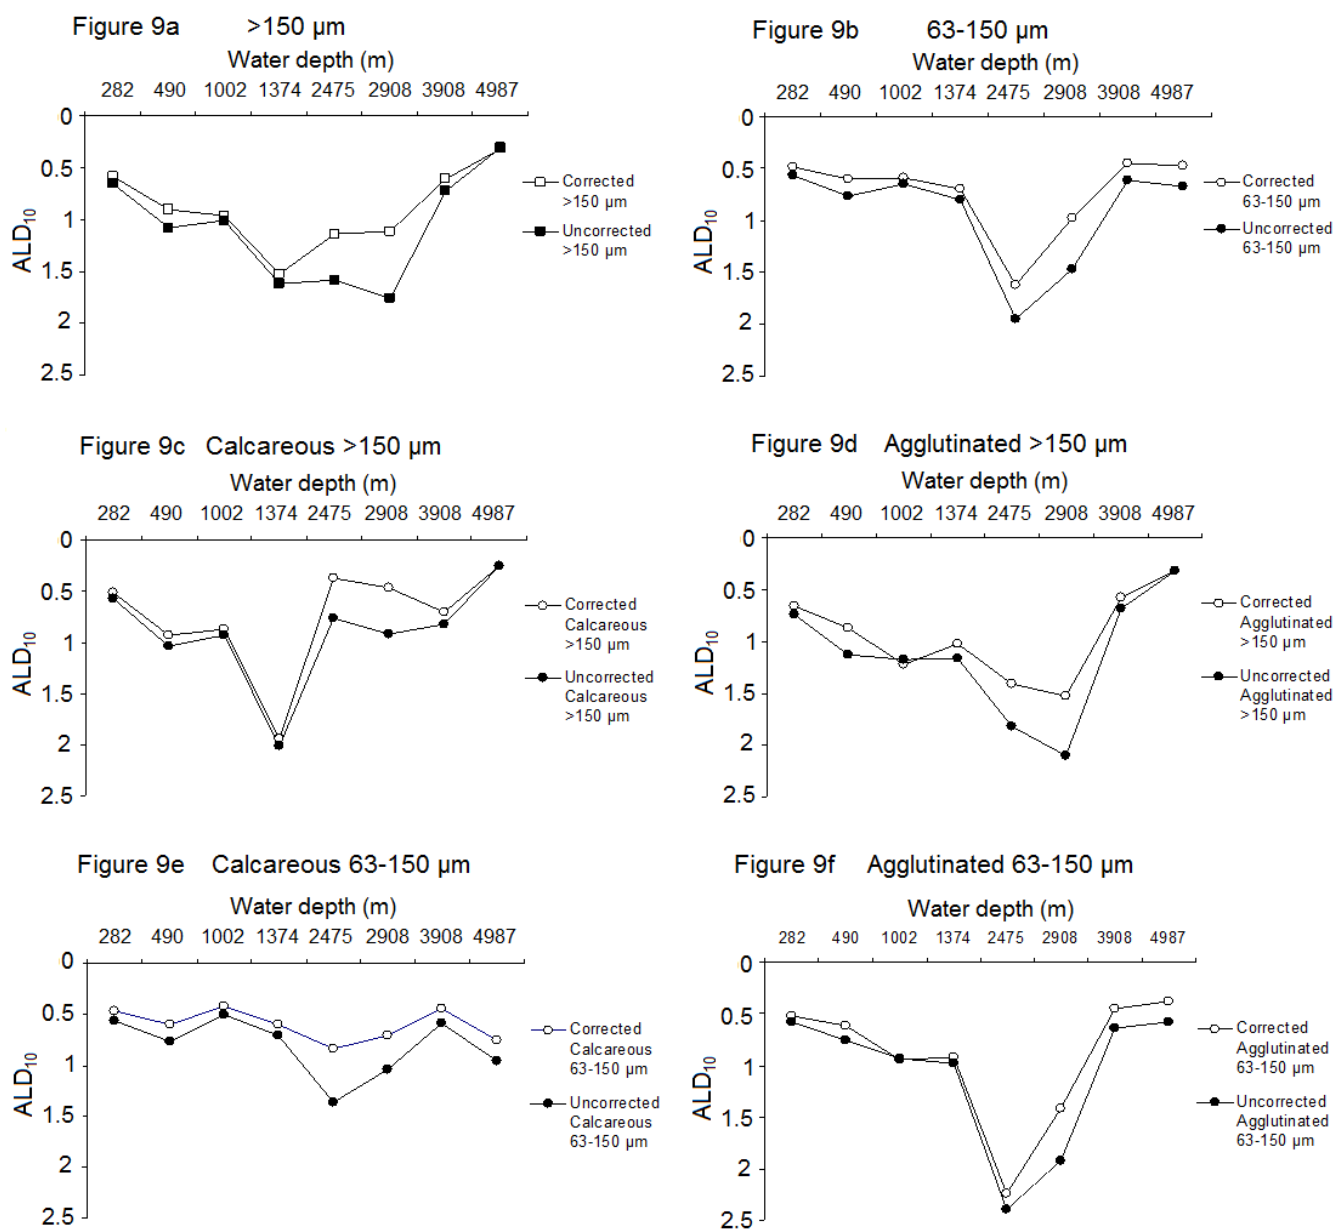 Figure 9a >150 µm
Water depth (m)
282 490 1002 1374 2475 2908 3908 4987
0
0.5
1
1.5
2
2.5
ALD10
Corrected
>150 µm
Uncorrected
>150 µm
Figure 9b 63-150 µm
Water depth (m)
282 490 1002 1374 2475 2908 3908 4987
0
0.5
1
1.5
2
2.5
ALD10
Corrected
63-150 µm
Uncorrected
63-150 µm
Figure 9c Calcareous >150 µm
Water depth (m)
282 490 1002 1374 2475 2908 3908 4987
0
0.5
1
1.5
2
2.5
ALD10
Corrected
Calcareous
>150 µm
Uncorrected
Calcareous
>150 µm
Figure 9d Agglutinated >150 µm
Water depth (m)
282 490 1002 1374 2475 2908 3908 4987
0
0.5
1
1.5
2
2.5
ALD10
Corrected
Agglutinated
>150 µm
Uncorrected
Agglutinated
>150 µm
Figure 9e Calcareous 63-150 µm
Water depth (m)
282 490 1002 1374 2475 2908 3908 4987
0
0.5
1
1.5
2
2.5
ALD10
Corrected
Calcareous
63-150 µm
Uncorrected
Calcareous
63-150 µm
Figure 9f Agglutinated 63-150 µm
Water depth (m)
282 490 1002 1374 2475 2908 3908 4987
0
0.5
1
1.5
2
2.5
ALD10
Corrected
Agglutinated
63-150 µm
Uncorrected
Agglutinated
63-150 µm